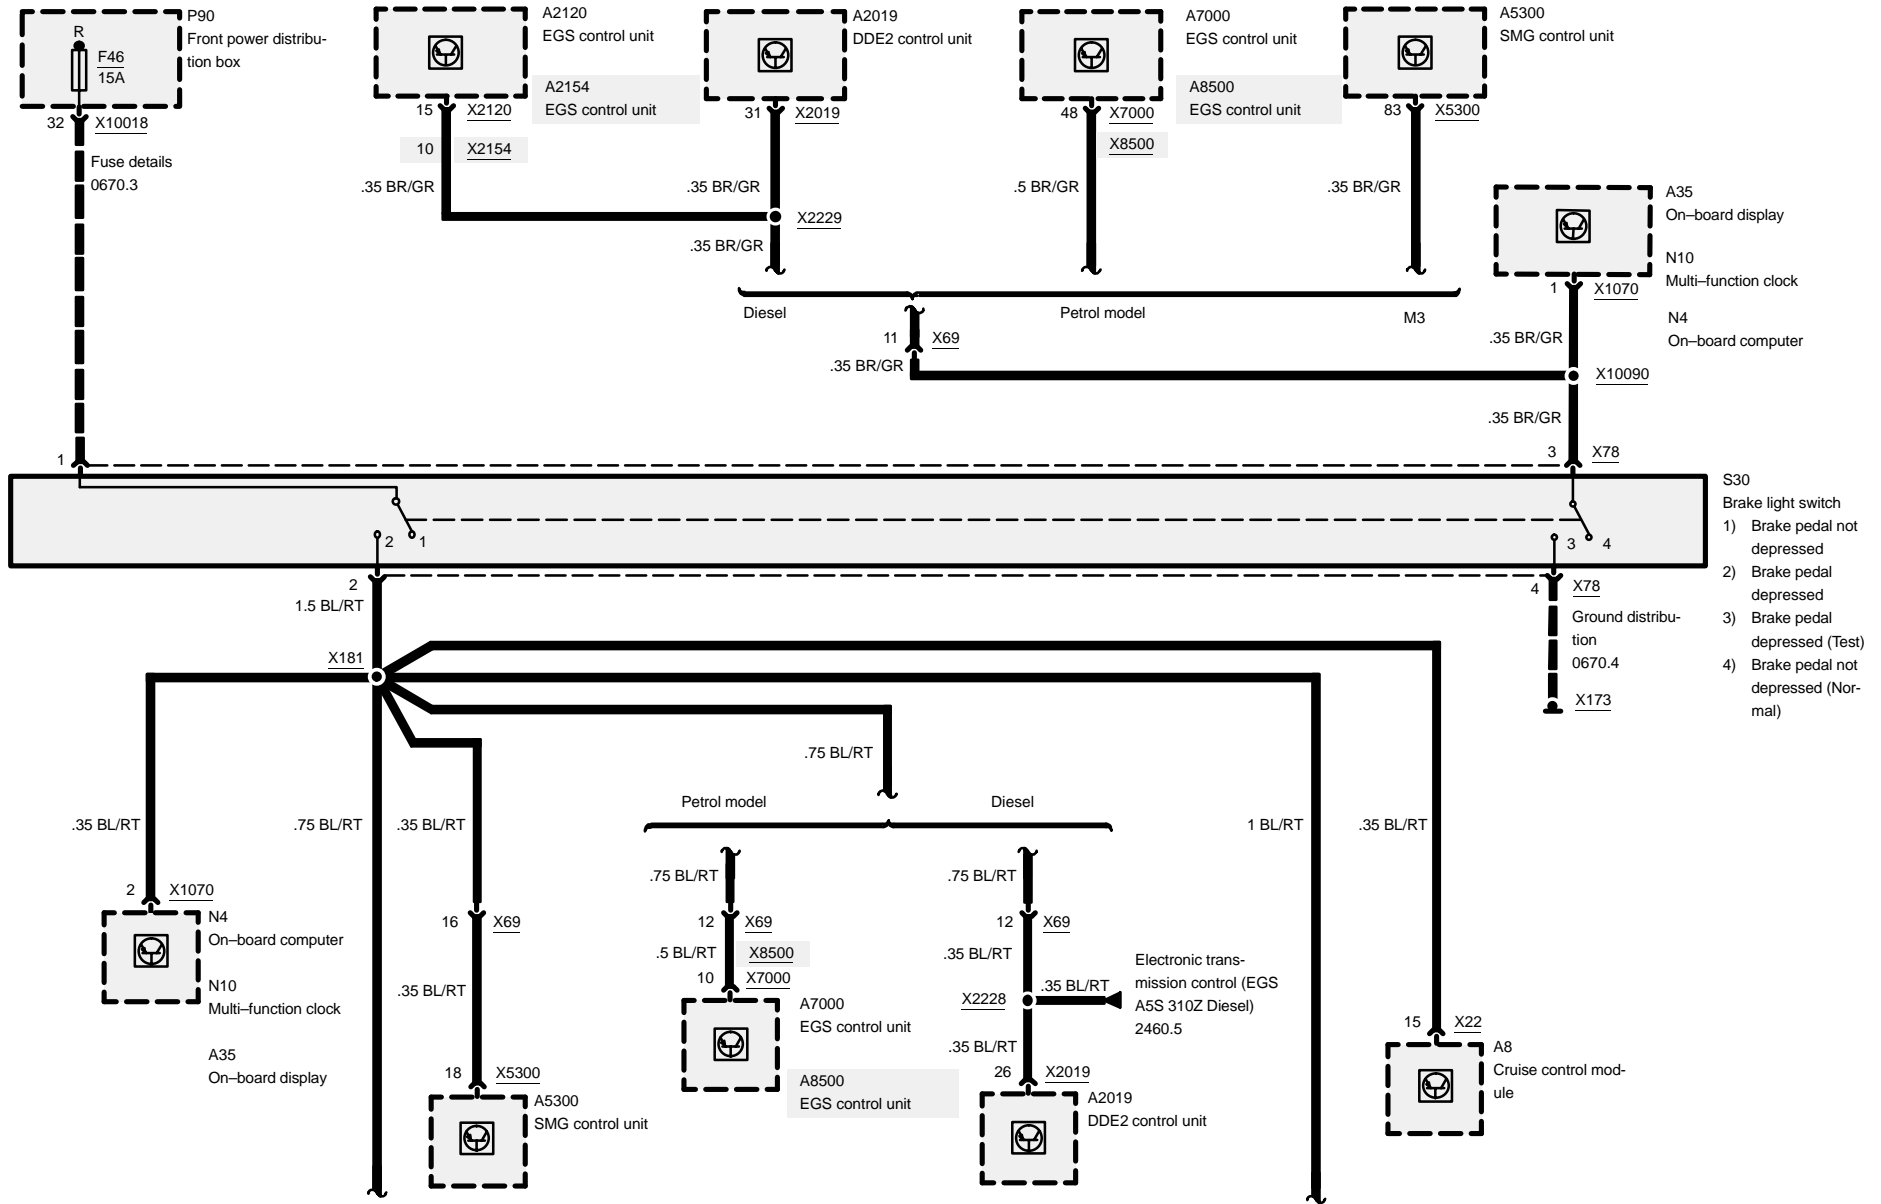 P90
Front power distribu-
tion box
R
F46
15A
32 X10018
Fuse details
0670.3
A2120
EGS control unit
A2154
EGS control unit
15 X2120
10 X2154
.35 BR/GR
A2019
DDE2 control unit
31 X2019
.35 BR/GR
X2229
.35 BR/GR
A7000
EGS control unit
A8500
EGS control unit
48 X7000
X8500
.5 BR/GR
A5300
SMG control unit
83 X5300
.35 BR/GR
A35
On–board display
N10
Multi–function clock
N4
On–board computer
1 X1070
.35 BR/GR
Diesel
Petrol model
M3
11 X69
.35 BR/GR
X10090
.35 BR/GR
1
3 X78
S30
Brake light switch
1) Brake pedal not
depressed
2) Brake pedal
depressed
3) Brake pedal
depressed (Test)
4) Brake pedal not
depressed (Nor-
mal)
2 1
3 4
2
1.5 BL/RT
4 X78
Ground distribu-
tion
0670.4
X173
X181
.75 BL/RT
Petrol model
Diesel
.35 BL/RT
.75 BL/RT
.35 BL/RT
1 BL/RT
.35 BL/RT
2 X1070
N4
On–board computer
N10
Multi–function clock
A35
On–board display
16 X69
.35 BL/RT
18 X5300
A5300
SMG control unit
.75 BL/RT
12 X69
.5 BL/RT X8500
10 X7000
A7000
EGS control unit
A8500
EGS control unit
.75 BL/RT
12 X69
.35 BL/RT
X2228
.35 BL/RT
Electronic trans-
mission control (EGS
A5S 310Z Diesel)
2460.5
.35 BL/RT
26 X2019
A2019
DDE2 control unit
15 X22
A8
Cruise control mod-
ule